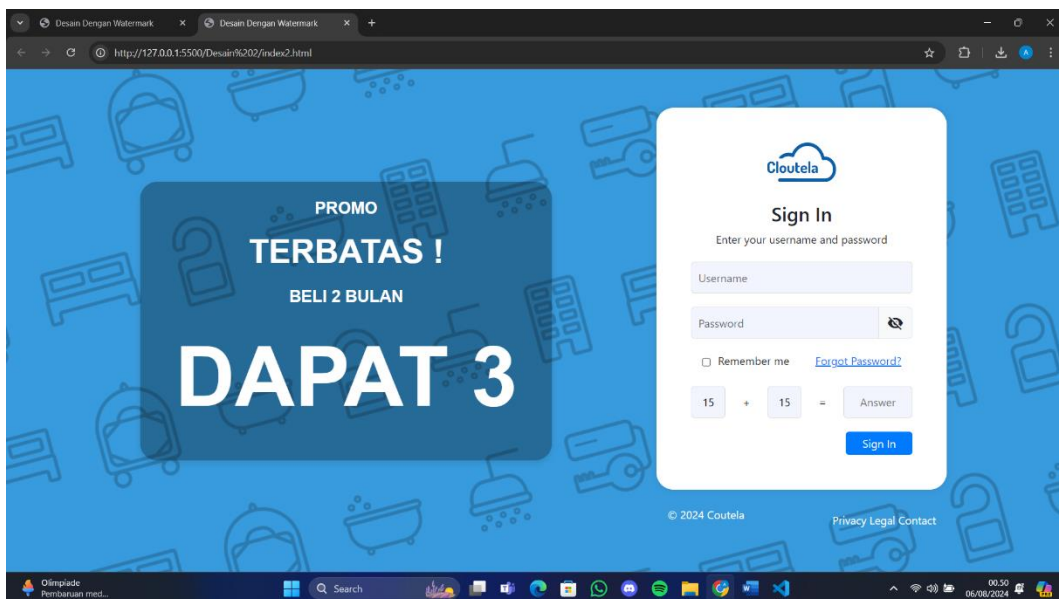 Desain Dengan Watermark
Desain Dengan Watermark
http://127.0.0.1:5500/Desain%202/index2.html
A
PROMO
TERBATAS !
BELI 2 BULAN
DAPAT 3
Cloutela
Sign In
Enter your username and password
Username
Password
Remember me Forgot Password?
15 + 15 = Answer
Sign In
© 2024 Coutela
Privacy Legal Contact
Olimpiade
Pembaruan med...
Search
00.50
06/08/2024